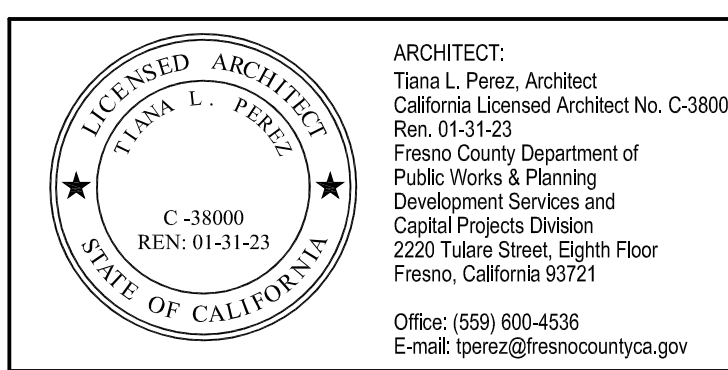 LICENSED ARCHITECT
TIANA L. PEREZ
C-38000
REN: 01-31-23
STATE OF CALIFORNIA
ARCHITECT:
Tiana L. Perez, Architect
California Licensed Architect No. C-3800
Ren. 01-31-23
Fresno County Department of
Public Works & Planning
Development Services and
Capital Projects Division
2220 Tulare Street, Eighth Floor
Fresno, California 93721
Office: (559) 600-4536
E-mail: tperez@fresnocountyca.gov